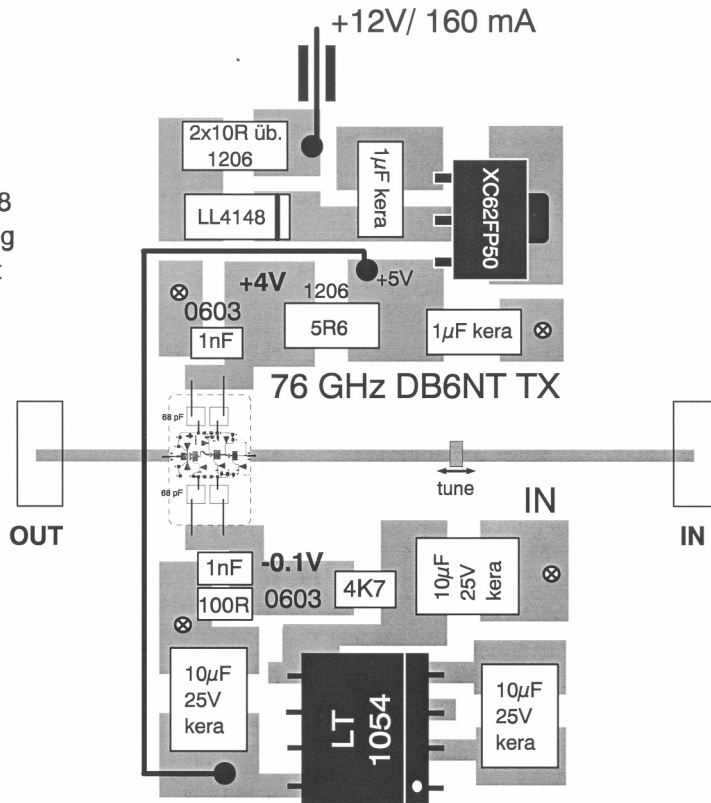 +12V/ 160 mA
2x10R üb.
1206
1µF kera
XC62FP50
8
LL4148
g
+4V
1206
+5V
0603
5R6
1µF kera
1nF
76 GHz DB6NT TX
68 pF
68 pF
tune
IN
OUT
IN
1nF
-0.1V
4K7
10µF
25V
kera
100R
0603
10µF
25V
kera
LT
1054
10µF
25V
kera